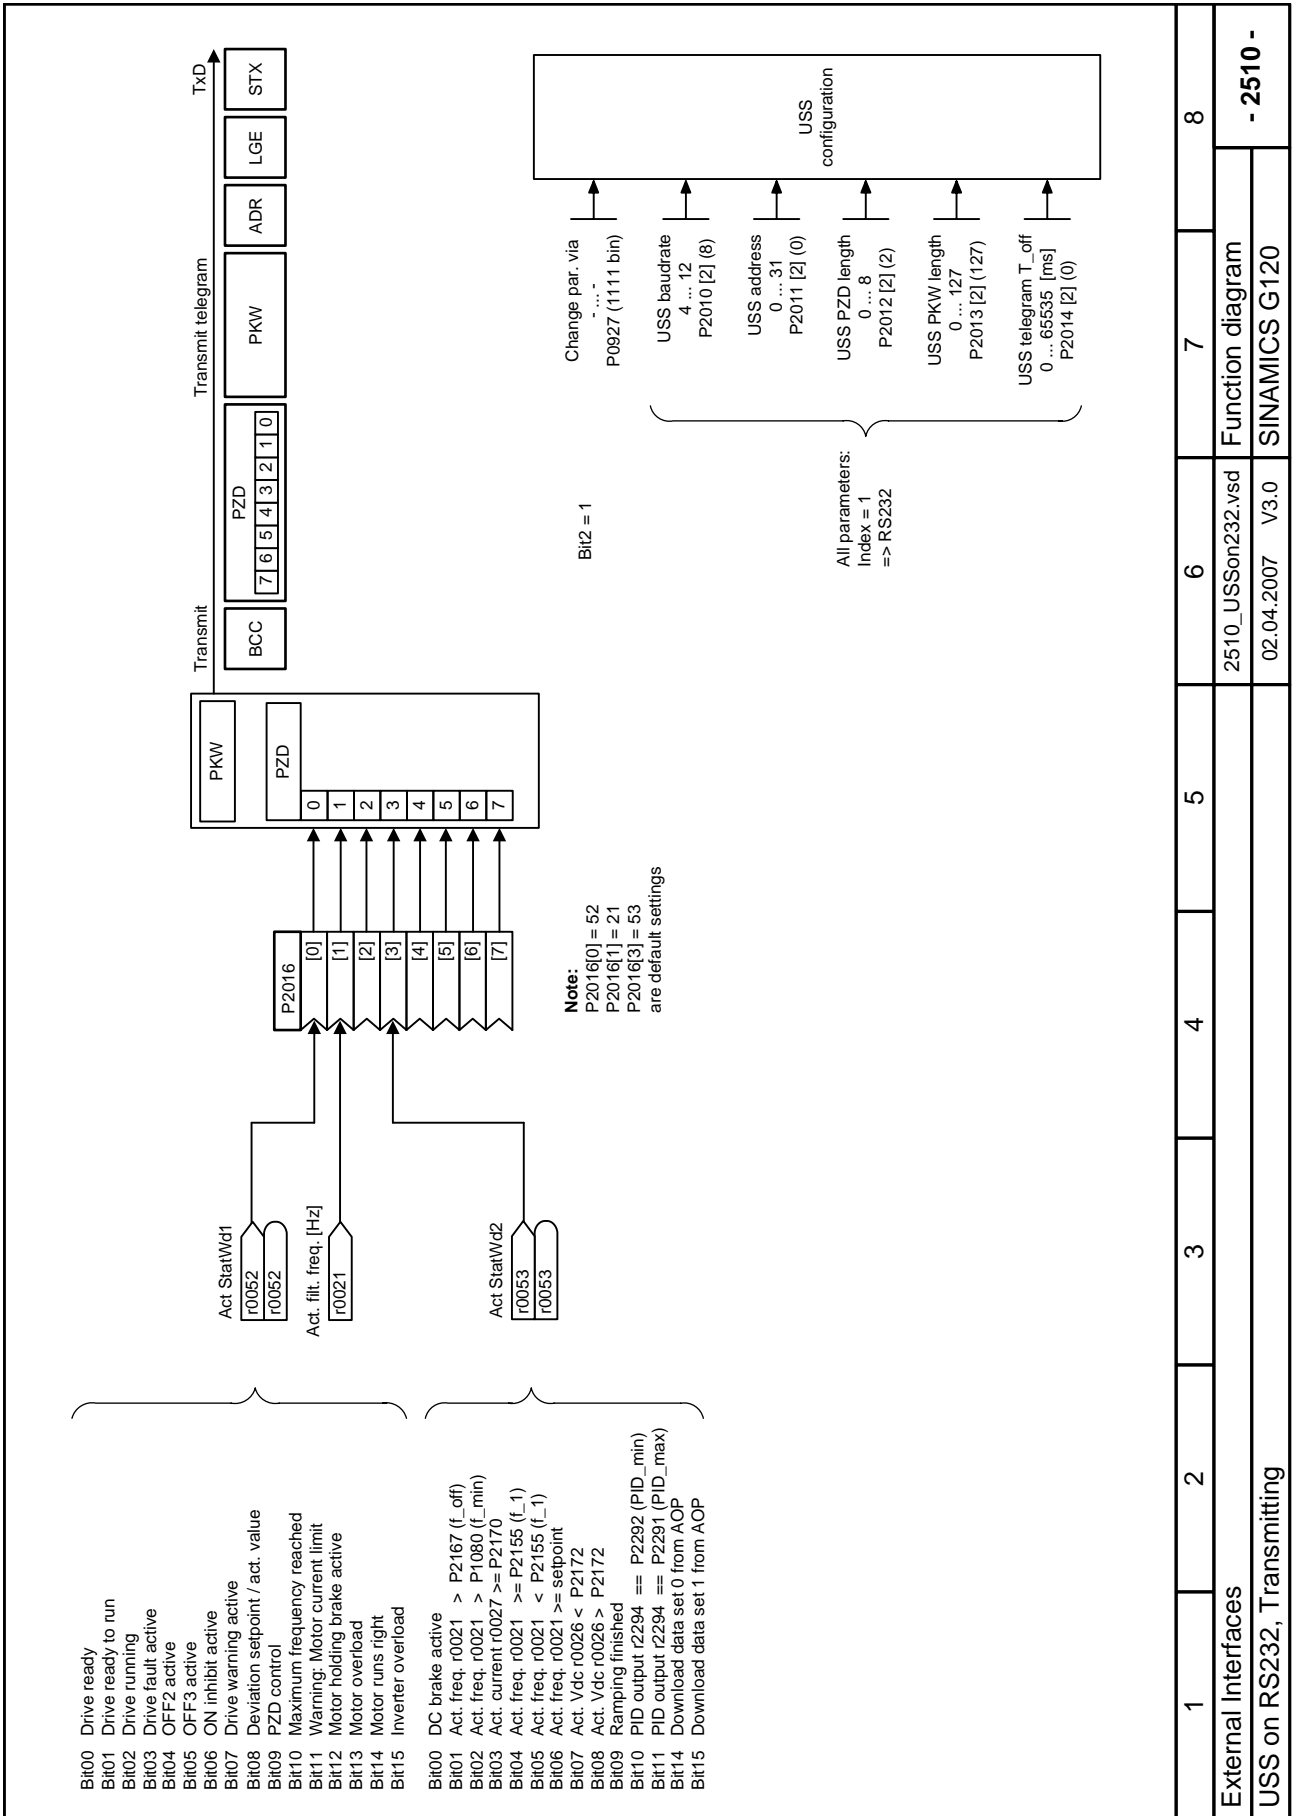 Bit00 Drive ready
Bit01 Drive ready to run
Bit02 Drive running
Bit03 Drive fault active
Bit04 OFF2 active
Bit05 OFF3 active
Bit06 ON inhibit active
Bit07 Drive warning active
Bit08 Deviation setpoint / act. value
Bit09 PZD control
Bit10 Maximum frequency reached
Bit11 Warning: Motor current limit
Bit12 Motor holding brake active
Bit13 Motor overload
Bit14 Motor runs right
Bit15 Inverter overload
Bit00 DC brake active
Bit01 Act. freq. r0021 > P2167 (f_off)
Bit02 Act. freq. r0021 > P1080 (f_min)
Bit03 Act. current r0027 >= P2170
Bit04 Act. freq. r0021 >= P2155 (f_1)
Bit05 Act. freq. r0021 < P2155 (f_1)
Bit06 Act. freq. r0021 >= setpoint
Bit07 Act. Vdc r0026 < P2172
Bit08 Act. Vdc r0026 > P2172
Bit09 Ramping finished
Bit10 PID output r2294 == P2292 (PID_min)
Bit11 PID output r2294 == P2291 (PID_max)
Bit14 Download data set 0 from AOP
Bit15 Download data set 1 from AOP
Act StatWd1
r0052
r0052
Act. filt. freq. [Hz]
r0021
Act StatWd2
r0053
r0053
P2016
[0]
[1]
[2]
[3]
[4]
[5]
[6]
[7]
Note:
P2016[0] = 52
P2016[1] = 21
P2016[3] = 53
are default settings
PKW
PZD
0
1
2
3
4
5
6
7
Transmit
Transmit telegram
TxD
BCC
PZD
7 6 5 4 3 2 1 0
PKW
ADR
LGE
STX
Bit2 = 1
All parameters:
Index = 1
=> RS232
Change par. via
- ... -
P0927 (1111 bin)
USS baudrate
4 ... 12
P2010 [2] (8)
USS address
0 ... 31
P2011 [2] (0)
USS PZD length
0 ... 8
P2012 [2] (2)
USS PKW length
0 ... 127
P2013 [2] (127)
USS telegram T_off
0 ... 65535 [ms]
P2014 [2] (0)
USS
configuration
1 2 3 4 5 6 7 8
External Interfaces
2510_USSon232.vsd
Function diagram
- 2510 -
USS on RS232, Transmitting
02.04.2007 V3.0
SINAMICS G120